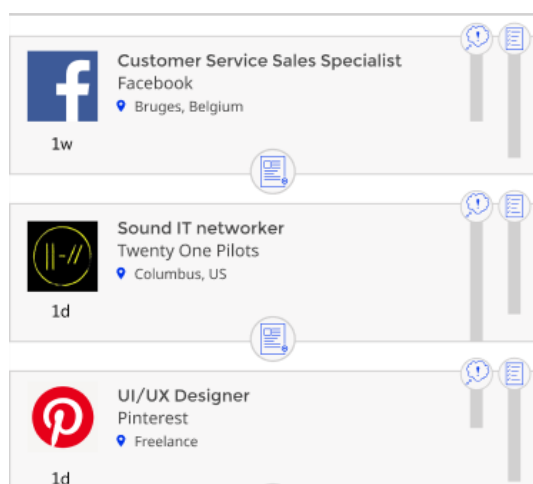 Customer Service Sales Specialist
Facebook
Bruges, Belgium
1w
Sound IT networker
Twenty One Pilots
Columbus, US
1d
UI/UX Designer
Pinterest
Freelance
1d